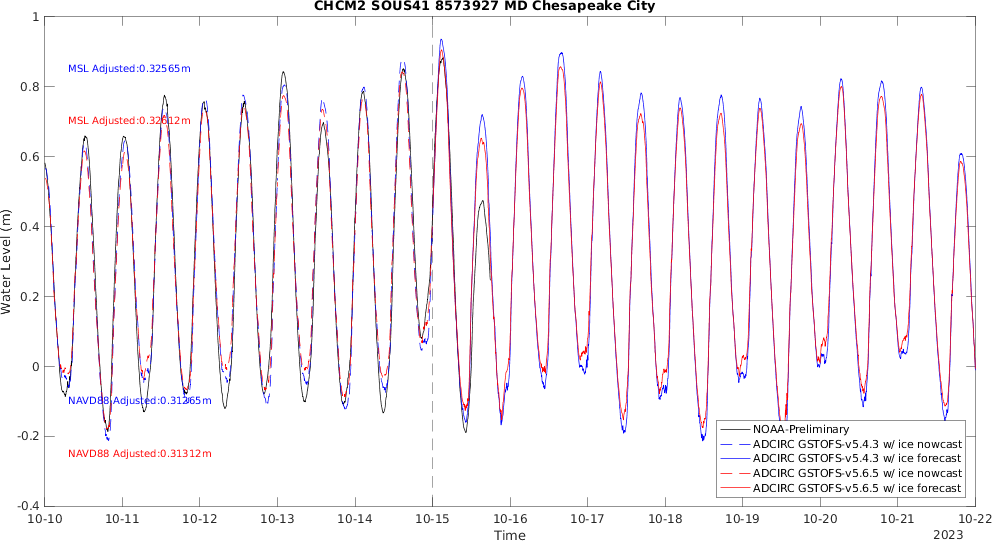 CHCM2 SOUS41 8573927 MD Chesapeake City
1
0.8
0.6
0.4
0.2
0
-0.2
-0.4
Water Level (m)
MSL Adjusted:0.32565m
MSL Adjusted:0.32612m
NAVD88 Adjusted:0.31265m
NAVD88 Adjusted:0.31312m
NOAA-Preliminary
ADCIRC GSTOFS-v5.4.3 w/ ice nowcast
ADCIRC GSTOFS-v5.4.3 w/ ice forecast
ADCIRC GSTOFS-v5.6.5 w/ ice nowcast
ADCIRC GSTOFS-v5.6.5 w/ ice forecast
10-10 10-11 10-12 10-13 10-14 10-15 10-16 10-17 10-18 10-19 10-20 10-21 10-22
Time
2023